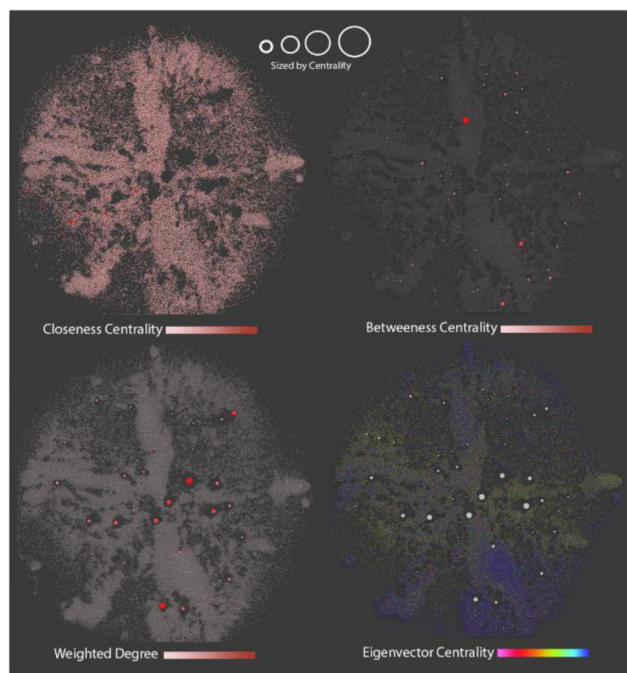 Sized by Centrality
Closeness Centrality
Betweeness Centrality
Weighted Degree
Eigenvector Centrality